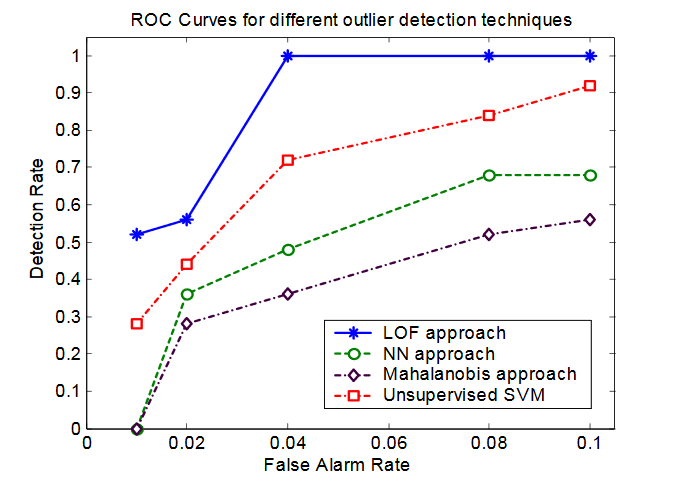 ROC Curves for different outlier detection techniques
1
0.9
0.8
0.7
0.6
0.5
0.4
0.3
0.2
0.1
0
Detection Rate
LOF approach
NN approach
Mahalanobis approach
Unsupervised SVM
0 0.02 0.04 0.06 0.08 0.1
False Alarm Rate